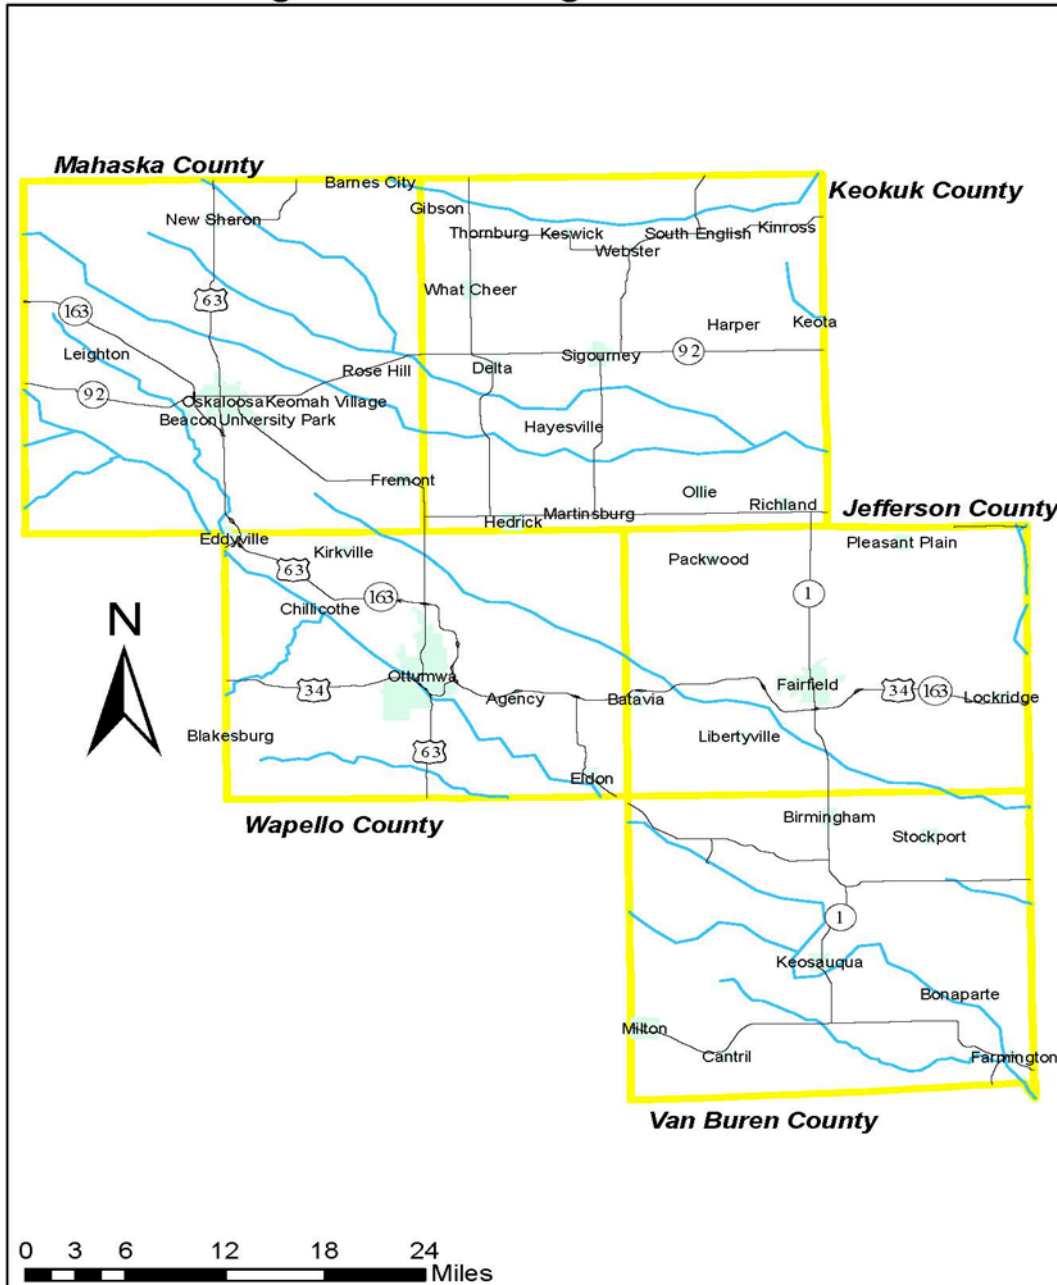 Mahaska County
Barnes City
Keokuk County
Gibson
New Sharon
Thornburg
Keswick
South English
Kinross
Webster
What Cheer
63
163
Harper
Keota
Leighton
Sigourney
92
Rose Hill
Delta
92
Oskaloosa
Keomah Village
Beacon
University Park
Hayesville
Fremont
Ollie
Richland
Martinsburg
Hedrick
Jefferson County
Eddyville
Kirkville
Pleasant Plain
Packwood
63
163
1
Chillicothe
N
Ottumwa
34
Agency
Batavia
Fairfield
34
163
Lockridge
Blakesburg
63
Libertyville
Eldon
Wapello County
Birmingham
Stockport
1
Keosauqua
Bonaparte
Milton
Cantril
Farmington
Van Buren County
0 3 6 12 18 24
Miles